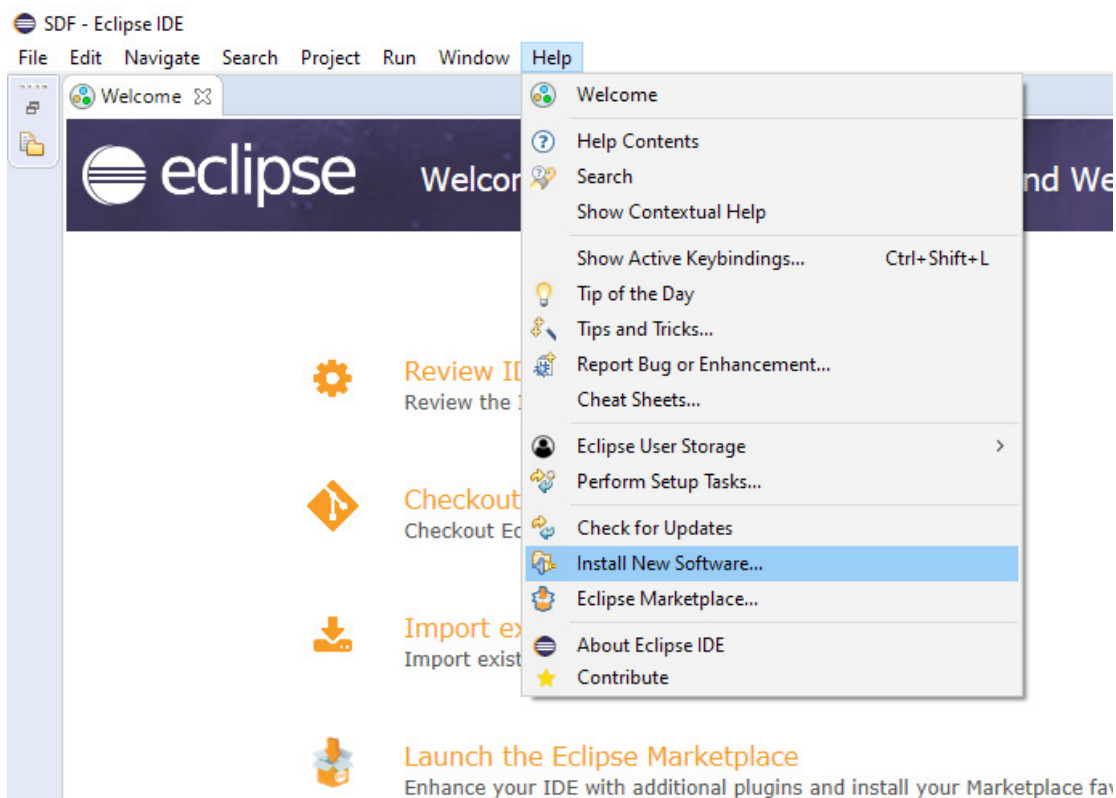 SDF - Eclipse IDE
File Edit Navigate Search Project Run Window Help
Welcome
eclipse
Welcome
Help Contents
Search
Show Contextual Help
Show Active Keybindings... Ctrl+Shift+L
Tip of the Day
Tips and Tricks...
Report Bug or Enhancement...
Cheat Sheets...
Eclipse User Storage
Perform Setup Tasks...
Check for Updates
Install New Software...
Eclipse Marketplace...
About Eclipse IDE
Contribute
Review
Review the
Checkout
Checkout
Import
Import
Launch the Eclipse Marketplace
Enhance your IDE with additional plugins and install your Marketplace